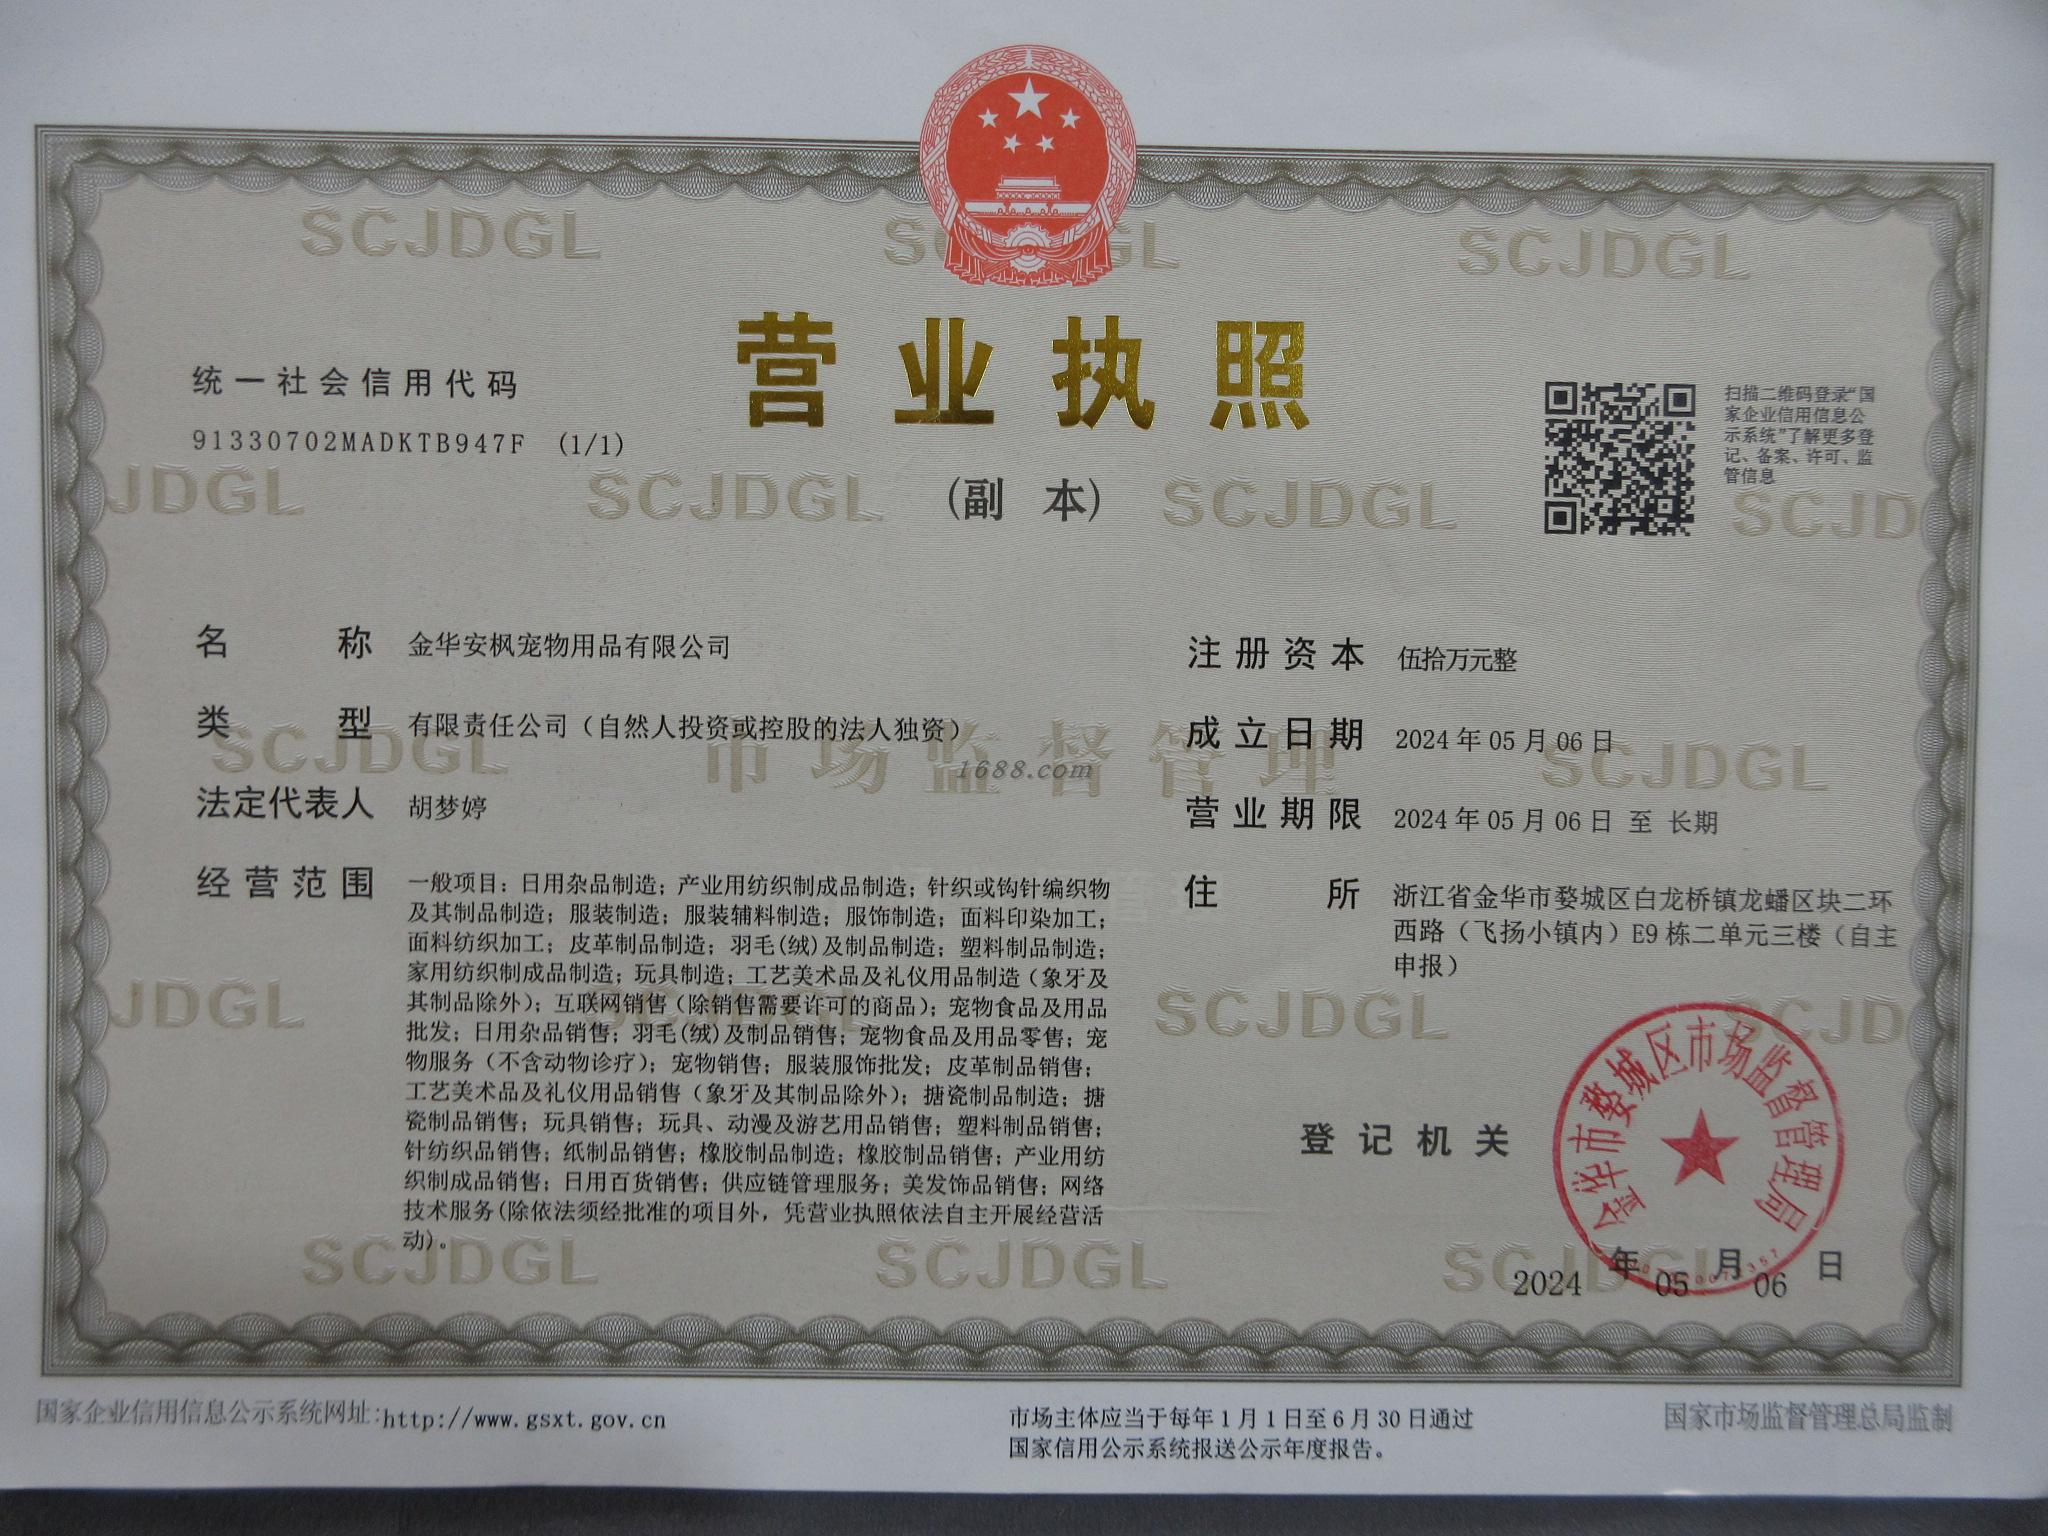 营业执照
(副 本)
统一社会信用代码
91330702MADKTB947F (1/1)
扫描二维码登录“国
家企业信用信息公
示系统”了解更多登
记、备案、许可、监
管信息
名 称 金华安枫宠物用品有限公司
类 型 有限责任公司（自然人投资或控股的法人独资）
法定代表人 胡梦婷
经营范围 一般项目：日用杂品制造；产业用纺织制成品制造；针织或钩针编织物
及其制品制造；服装制造；服装辅料制造；服饰制造；面料印染加工；
面料纺织加工；皮革制品制造；羽毛(绒)及制品制造；塑料制品制造；
家用纺织制成品制造；玩具制造；工艺美术品及礼仪用品制造（象牙及
其制品除外）；互联网销售（除销售需要许可的商品）；宠物食品及用品
批发；日用杂品销售；羽毛(绒)及制品销售；宠物食品及用品零售；宠
物服务（不含动物诊疗）；宠物销售；服装服饰批发；皮革制品销售；
工艺美术品及礼仪用品销售（象牙及其制品除外）；搪瓷制品制造；搪
瓷制品销售；玩具销售；玩具、动漫及游艺用品销售；塑料制品销售；
针纺织品销售；纸制品销售；橡胶制品制造；橡胶制品销售；产业用纺
织制成品销售；日用百货销售；供应链管理服务；美发饰品销售；网络
技术服务(除依法须经批准的项目外，凭营业执照依法自主开展经营活
动)。
注册资本 伍拾万元整
成立日期 2024年05月06日
营业期限 2024年05月06日 至 长期
住 所 浙江省金华市婺城区白龙桥镇龙蟠区块二环
西路（飞扬小镇内）E9栋二单元三楼（自主
申报）
登记机关
金华市婺城区市场监督管理局
2024 年 05 月 06 日
1688.com
市场监督管理
SCJDGL
SCJDGL
SCJDGL
SCJDGL
SCJDGL
SCJDGL
SCJDGL
SCJDGL
SCJDGL
SCJDGL
国家企业信用信息公示系统网址:http://www.gsxt.gov.cn
市场主体应当于每年1月1日至6月30日通过
国家信用公示系统报送公示年度报告。
国家市场监督管理总局监制